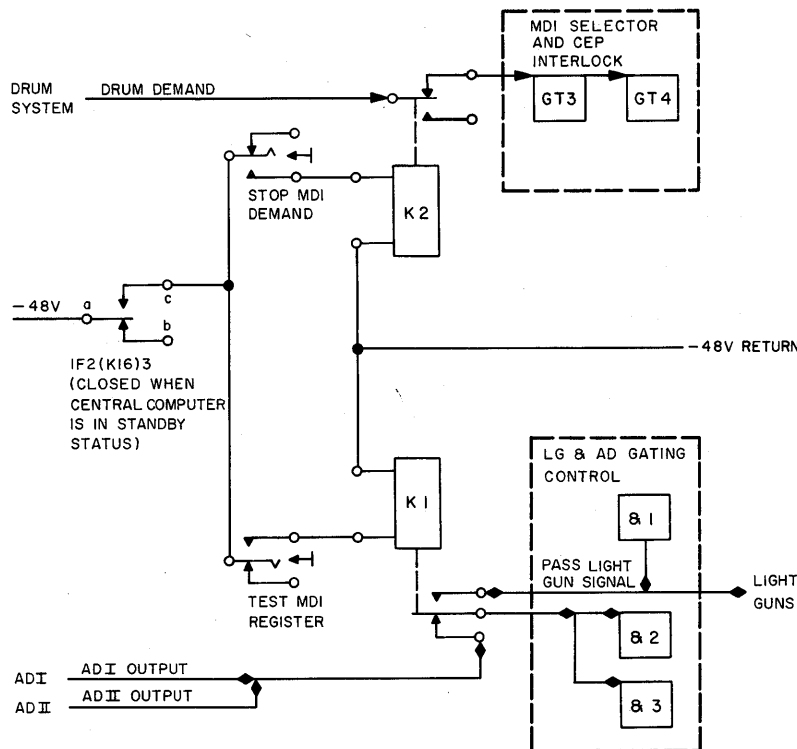 MDI SELECTOR
AND CEP
INTERLOCK
DRUM
SYSTEM
DRUM DEMAND
GT3
GT4
STOP MDI
DEMAND
K2
-48V
a
c
b
-48V RETURN
1F2(K16)3
(CLOSED WHEN
CENTRAL COMPUTER
IS IN STANDBY
STATUS)
LG & AD GATING
CONTROL
K1
& 1
PASS LIGHT
GUN SIGNAL
LIGHT
GUNS
TEST MDI
REGISTER
& 2
ADI
ADI OUTPUT
ADII
ADII OUTPUT
& 3